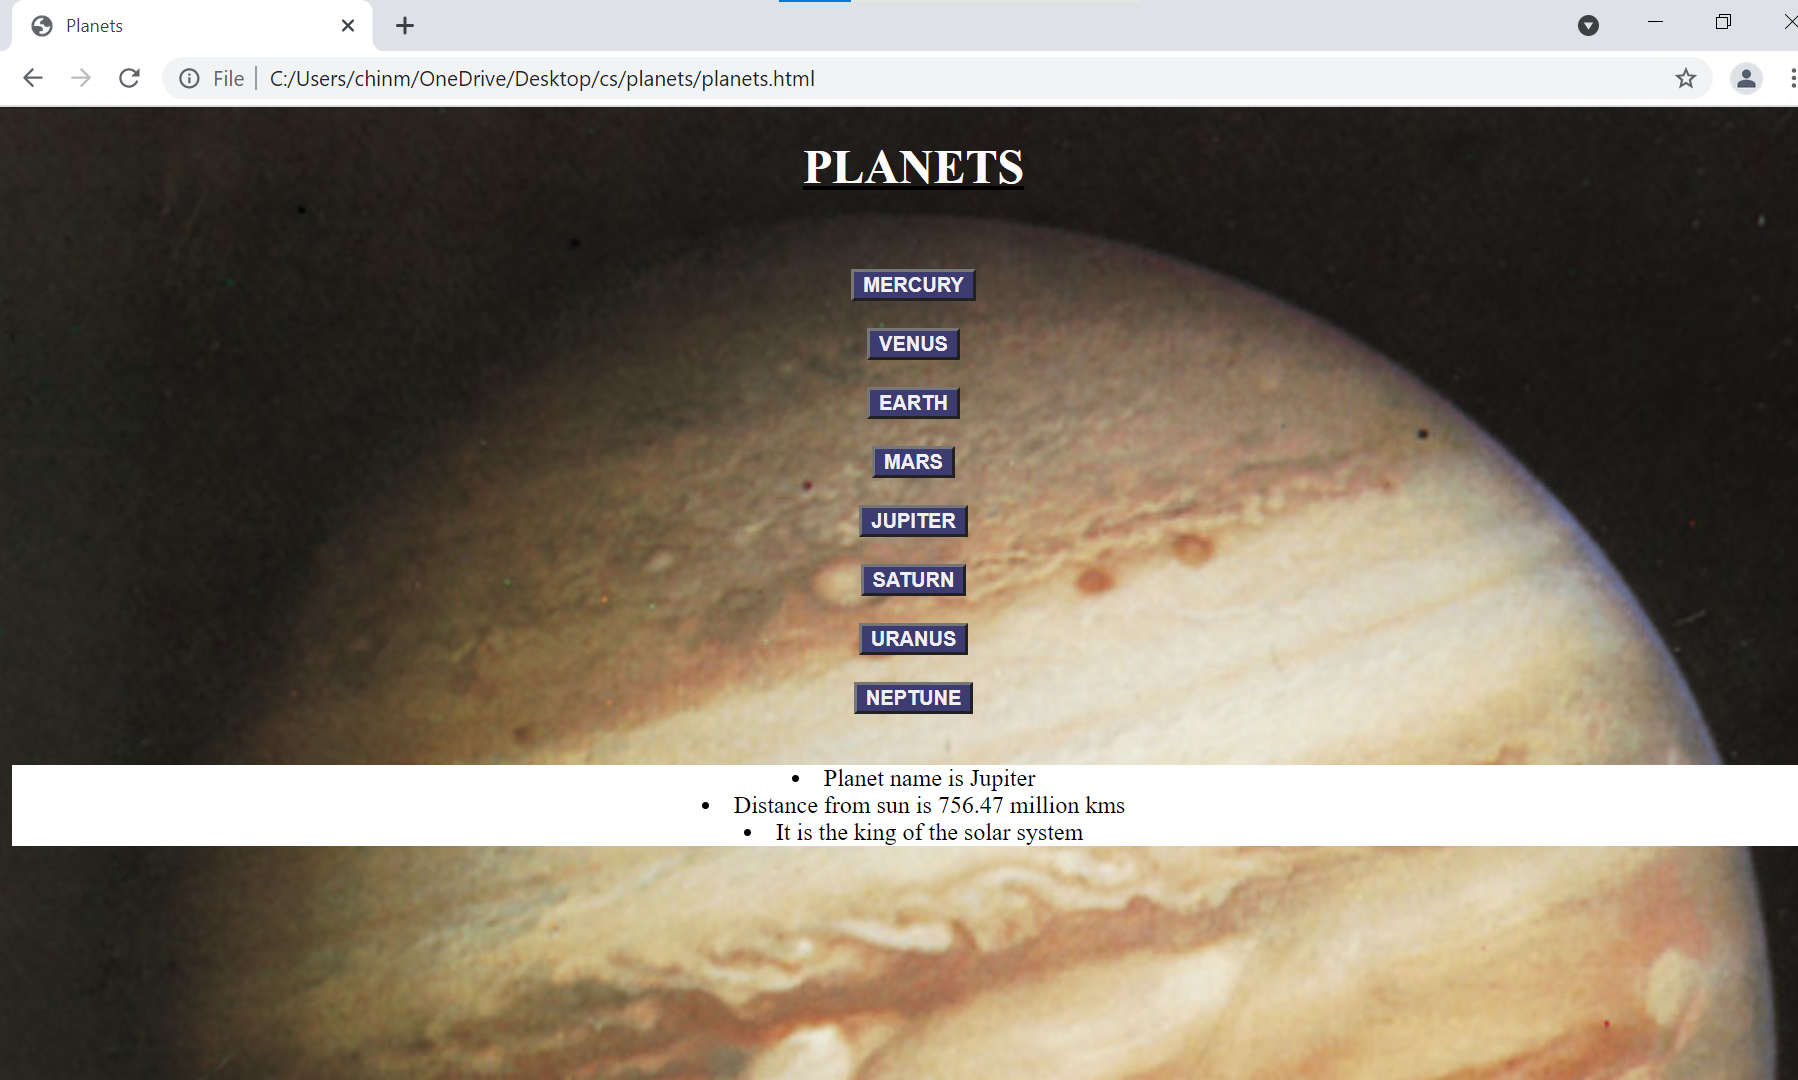 Planets
File C:/Users/chinm/OneDrive/Desktop/cs/planets/planets.html
PLANETS
MERCURY
VENUS
EARTH
MARS
JUPITER
SATURN
URANUS
NEPTUNE
• Planet name is Jupiter
• Distance from sun is 756.47 million kms
• It is the king of the solar system